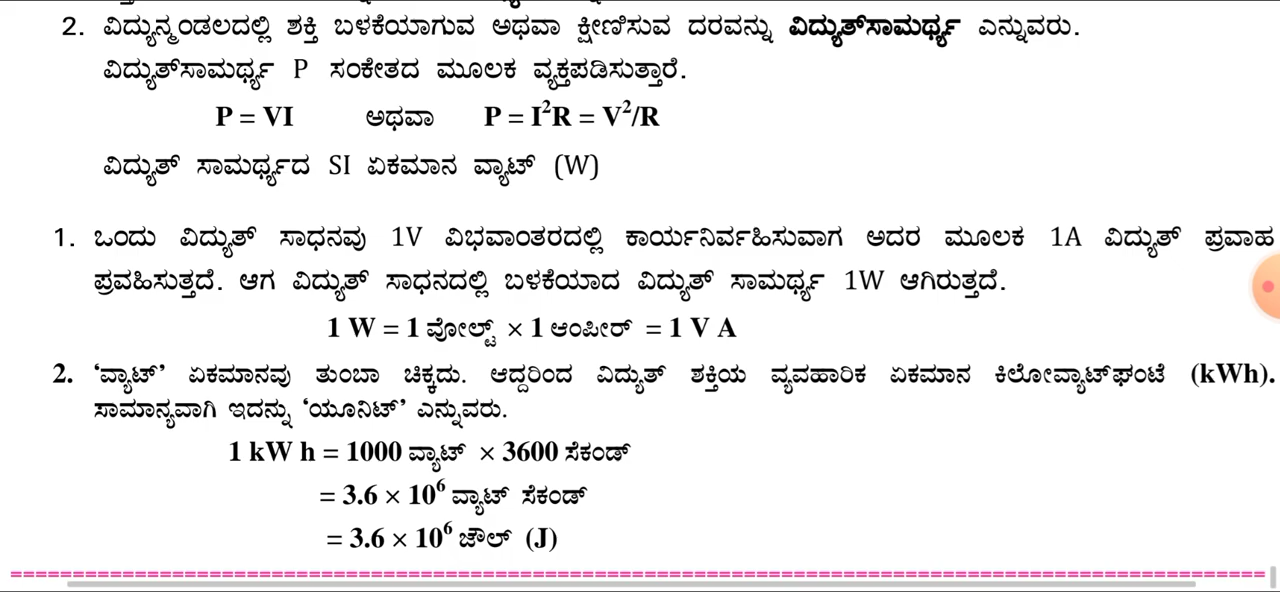 2. ವಿದ್ಯುನ್ಮಂಡಲದಲ್ಲಿ ಶಕ್ತಿ ಬಳಕೆಯಾಗುವ ಅಥವಾ ಕ್ಷೀಣಿಸುವ ದರವನ್ನು ವಿದ್ಯುತ್‌ಸಾಮರ್ಥ್ಯ ಎನ್ನುವರು.
ವಿದ್ಯುತ್‌ಸಾಮರ್ಥ್ಯ P ಸಂಕೇತದ ಮೂಲಕ ವ್ಯಕ್ತಪಡಿಸುತ್ತಾರೆ.
P = VI ಅಥವಾ P = I²R = V²/R
ವಿದ್ಯುತ್ ಸಾಮರ್ಥ್ಯದ SI ಏಕಮಾನ ವ್ಯಾಟ್ (W)
1. ಒಂದು ವಿದ್ಯುತ್ ಸಾಧನವು 1V ವಿಭವಾಂತರದಲ್ಲಿ ಕಾರ್ಯನಿರ್ವಹಿಸುವಾಗ ಅದರ ಮೂಲಕ 1A ವಿದ್ಯುತ್ ಪ್ರವಾಹ
ಪ್ರವಹಿಸುತ್ತದೆ. ಆಗ ವಿದ್ಯುತ್ ಸಾಧನದಲ್ಲಿ ಬಳಕೆಯಾದ ವಿದ್ಯುತ್ ಸಾಮರ್ಥ್ಯ 1W ಆಗಿರುತ್ತದೆ.
1 W = 1 ವೋಲ್ಟ್ × 1 ಆಂಪೀರ್ = 1 V A
2. ‘ವ್ಯಾಟ್’ ಏಕಮಾನವು ತುಂಬಾ ಚಿಕ್ಕದು. ಆದ್ದರಿಂದ ವಿದ್ಯುತ್ ಶಕ್ತಿಯ ವ್ಯವಹಾರಿಕ ಏಕಮಾನ ಕಿಲೋವ್ಯಾಟ್‌ಘಂಟೆ (kWh).
ಸಾಮಾನ್ಯವಾಗಿ ಇದನ್ನು ‘ಯೂನಿಟ್’ ಎನ್ನುವರು.
1 kW h = 1000 ವ್ಯಾಟ್ × 3600 ಸೆಕಂಡ್
= 3.6 × 10⁶ ವ್ಯಾಟ್ ಸೆಕಂಡ್
= 3.6 × 10⁶ ಜೌಲ್ (J)